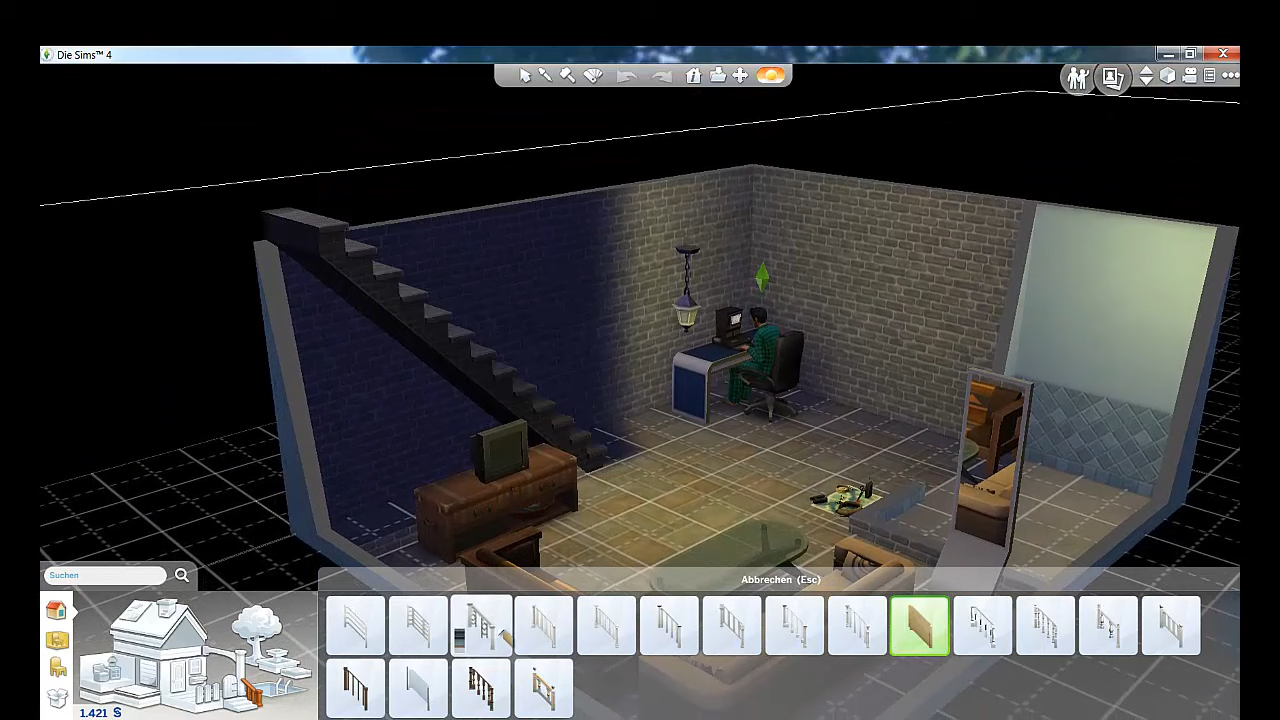 Die Sims™ 4
Abbrechen (Esc)
Suchen
1.421 §